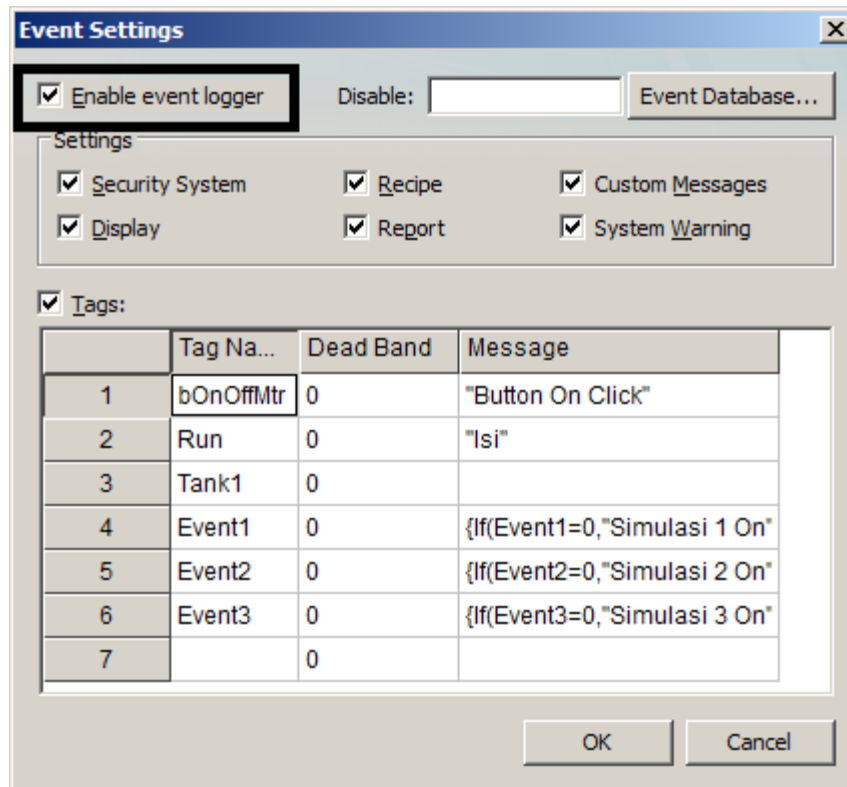 Event Settings
Enable event logger Disable: Event Database...
Settings
Security System Recipe Custom Messages
Display Report System Warning
Tags:
Tag Na... Dead Band Message
1 bOnOffMtr 0 "Button On Click"
2 Run 0 "Isi"
3 Tank1 0
4 Event1 0 {If(Event1=0,"Simulasi 1 On"
5 Event2 0 {If(Event2=0,"Simulasi 2 On"
6 Event3 0 {If(Event3=0,"Simulasi 3 On"
7 0
OK Cancel